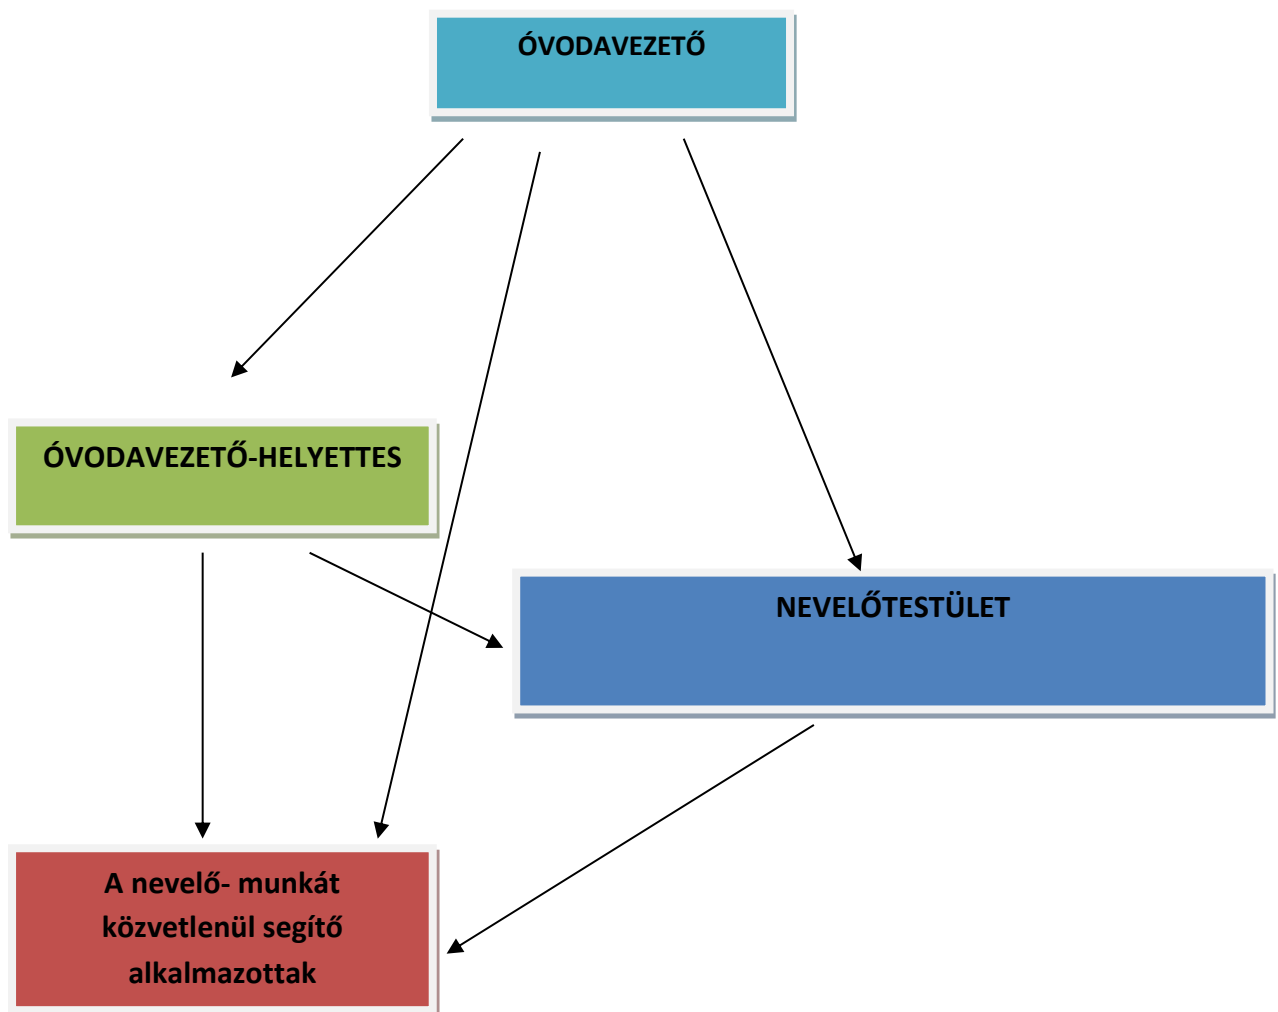 ÓVODAVEZETŐ
ÓVODAVEZETŐ-HELYETTES
NEVELŐTESTÜLET
A nevelő- munkát
közvetlenül segítő
alkalmazottak